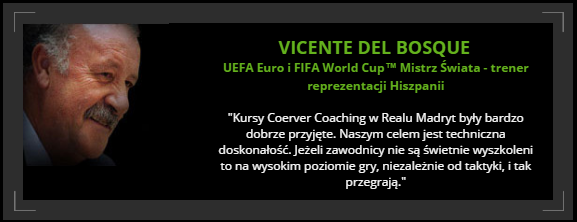 VICENTE DEL BOSQUE
UEFA Euro i FIFA World Cup™ Mistrz Świata - trener
reprezentacji Hiszpanii
"Kursy Coerver Coaching w Realu Madryt były bardzo
dobrze przyjęte. Naszym celem jest techniczna
doskonałość. Jeżeli zawodnicy nie są świetnie wyszkoleni
to na wysokim poziomie gry, niezależnie od taktyki, i tak
przegrają."